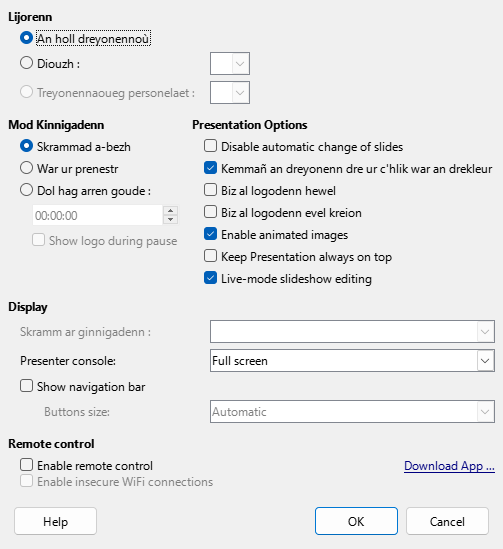 Lijorenn
An holl dreyonennoù
Diouzh :
Treyonennaoueg personelaet :
Mod Kinnigadenn
Skrammad a-bezh
War ur prenestr
Dol hag arren goude :
00:00:00
Show logo during pause
Presentation Options
Disable automatic change of slides
Kemmañ an dreyonenn dre ur c'hlik war an drekleur
Biz al logodenn hewel
Biz al logodenn evel kreion
Enable animated images
Keep Presentation always on top
Live-mode slideshow editing
Display
Skramm ar ginnigadenn :
Presenter console: Full screen
Show navigation bar
Buttons size: Automatic
Remote control
Enable remote control Download App ...
Enable insecure WiFi connections
Help OK Cancel